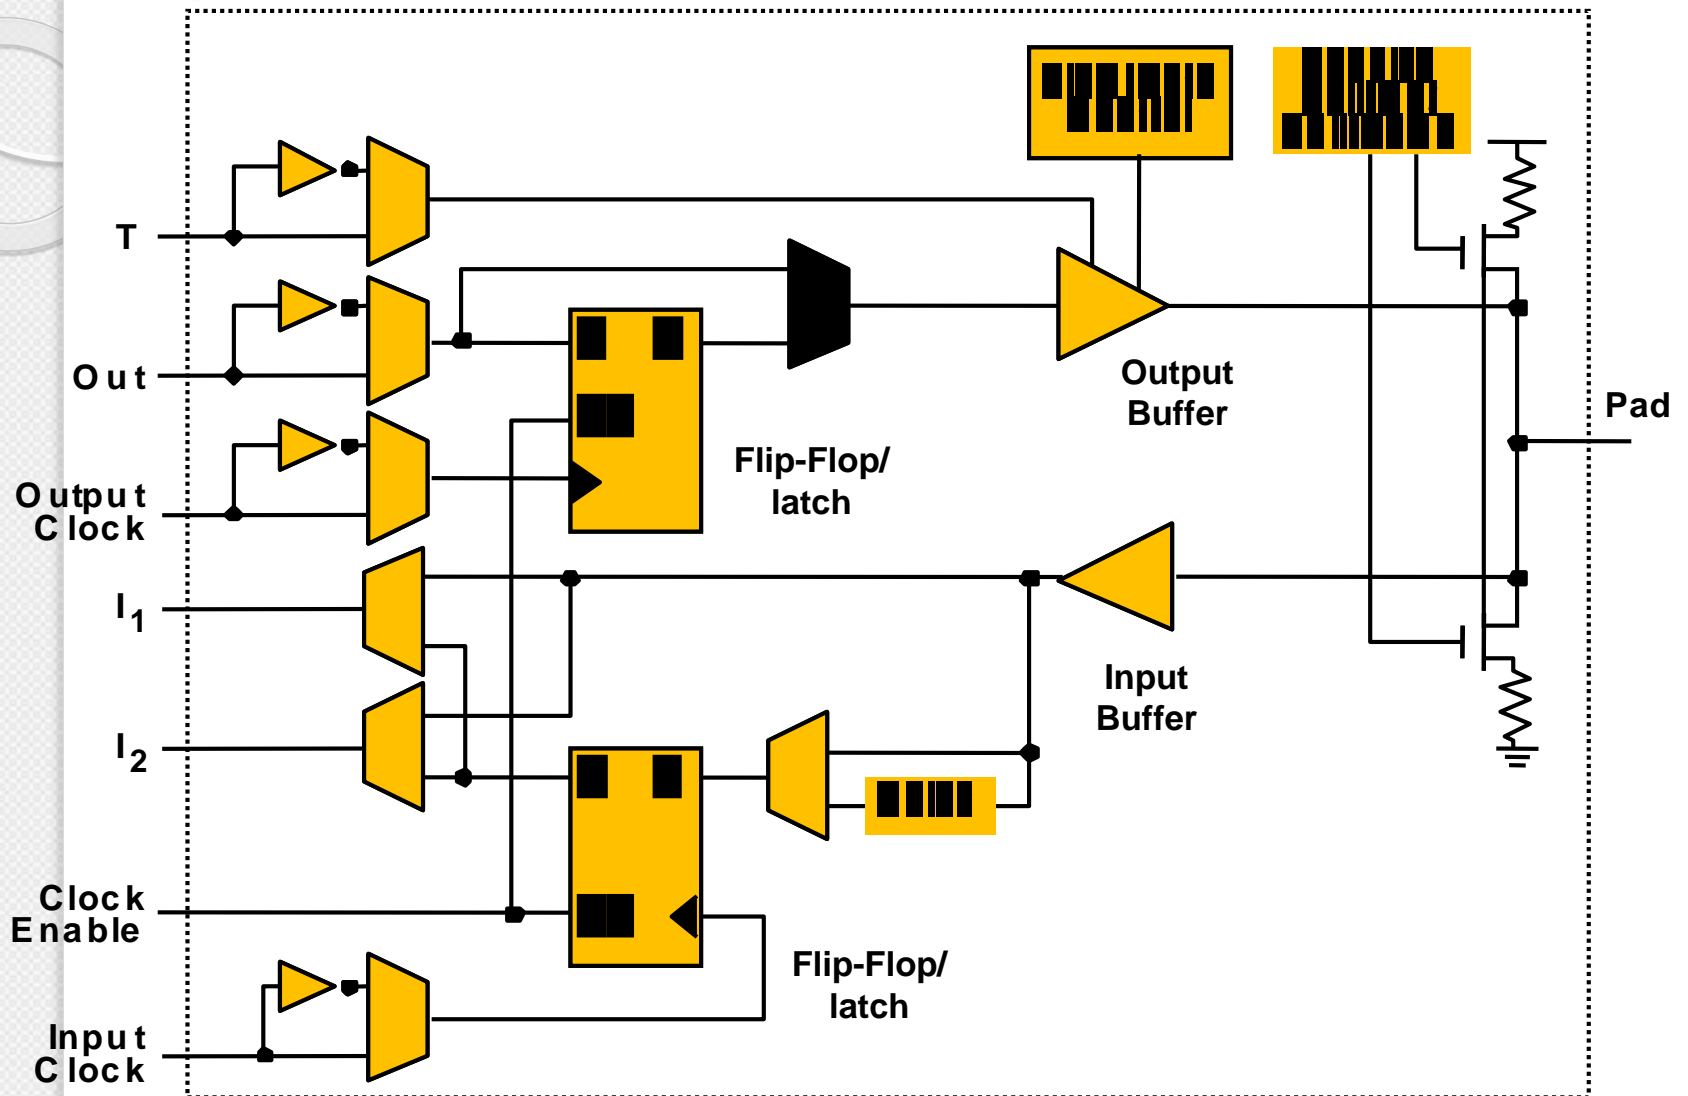 T
Out
Output
Clock
I1
I2
Clock
Enable
Input
Clock
Flip-Flop/
latch
Output
Buffer
Pad
Input
Buffer
Flip-Flop/
latch